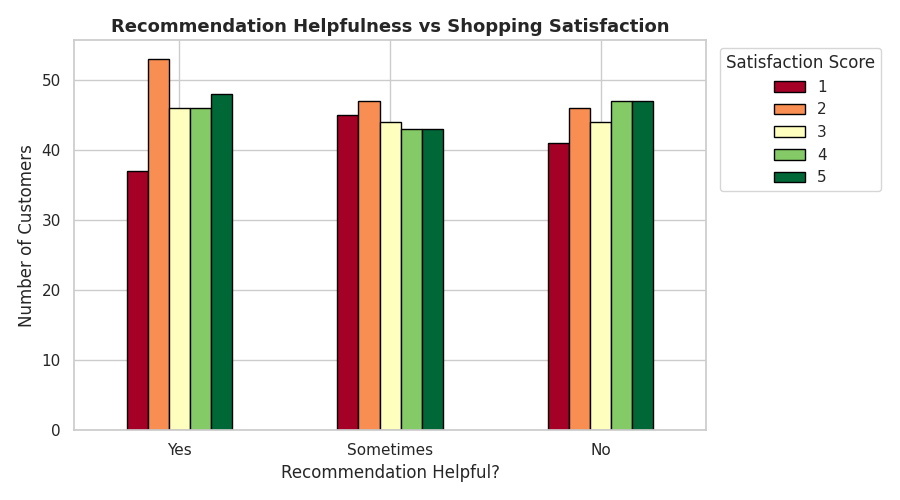 Recommendation Helpfulness vs Shopping Satisfaction
Satisfaction Score
1
2
3
4
5
Number of Customers
50
40
30
20
10
0
Yes
Sometimes
No
Recommendation Helpful?